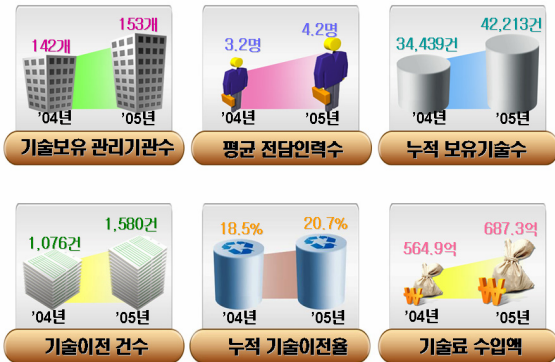 142개
153개
'04년
'05년
기술보유 관리기관수
3.2명
4.2명
'04년
'05년
평균 전담인력수
34,439건
42,213건
'04년
'05년
누적 보유기술수
1,076건
1,580건
'04년
'05년
기술이전 건수
18.5%
20.7%
'04년
'05년
누적 기술이전율
564.9억
687.3억
'04년
'05년
기술료 수입액